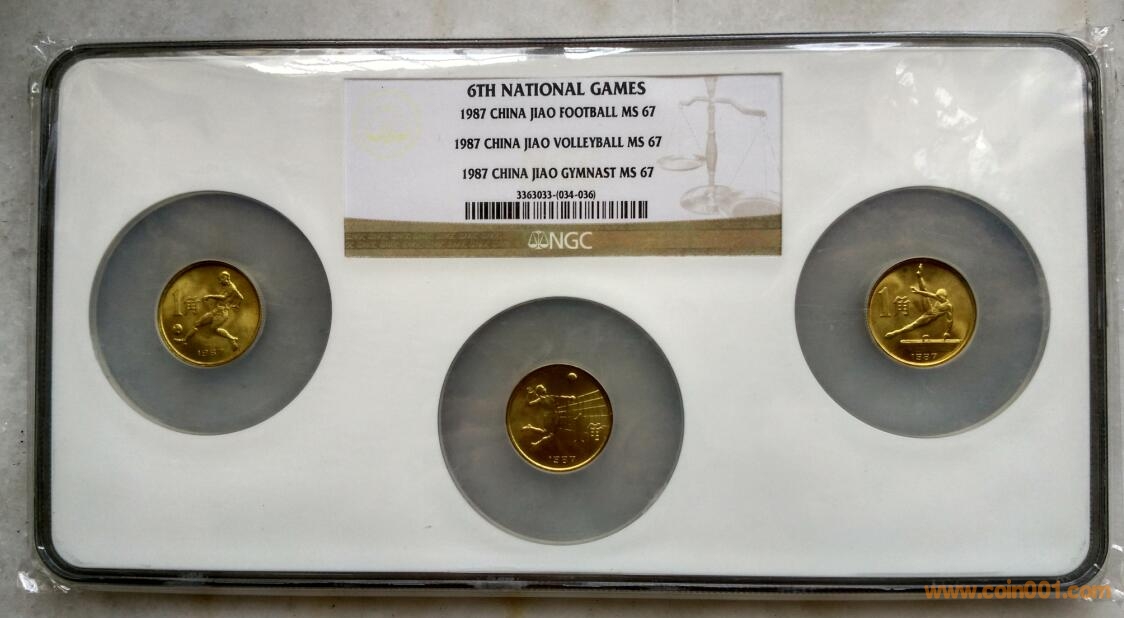 6TH NATIONAL GAMES
1987 CHINA JIAO FOOTBALL MS 67
1987 CHINA JIAO VOLLEYBALL MS 67
1987 CHINA JIAO GYMNAST MS 67
3363033-(034-036)
NGC
1角
1987
1角
1987
角
1987
www.coin001.com